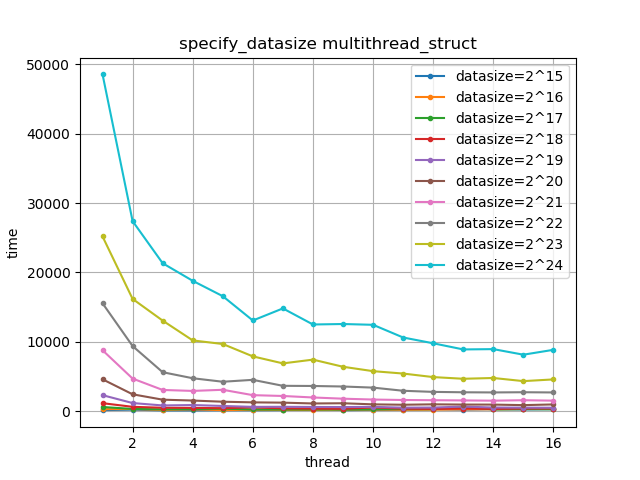 specify_datasize multithread_struct
50000
40000
30000
20000
10000
0
time
2
4
6
8
10
12
14
16
thread
datasize=2^15
datasize=2^16
datasize=2^17
datasize=2^18
datasize=2^19
datasize=2^20
datasize=2^21
datasize=2^22
datasize=2^23
datasize=2^24